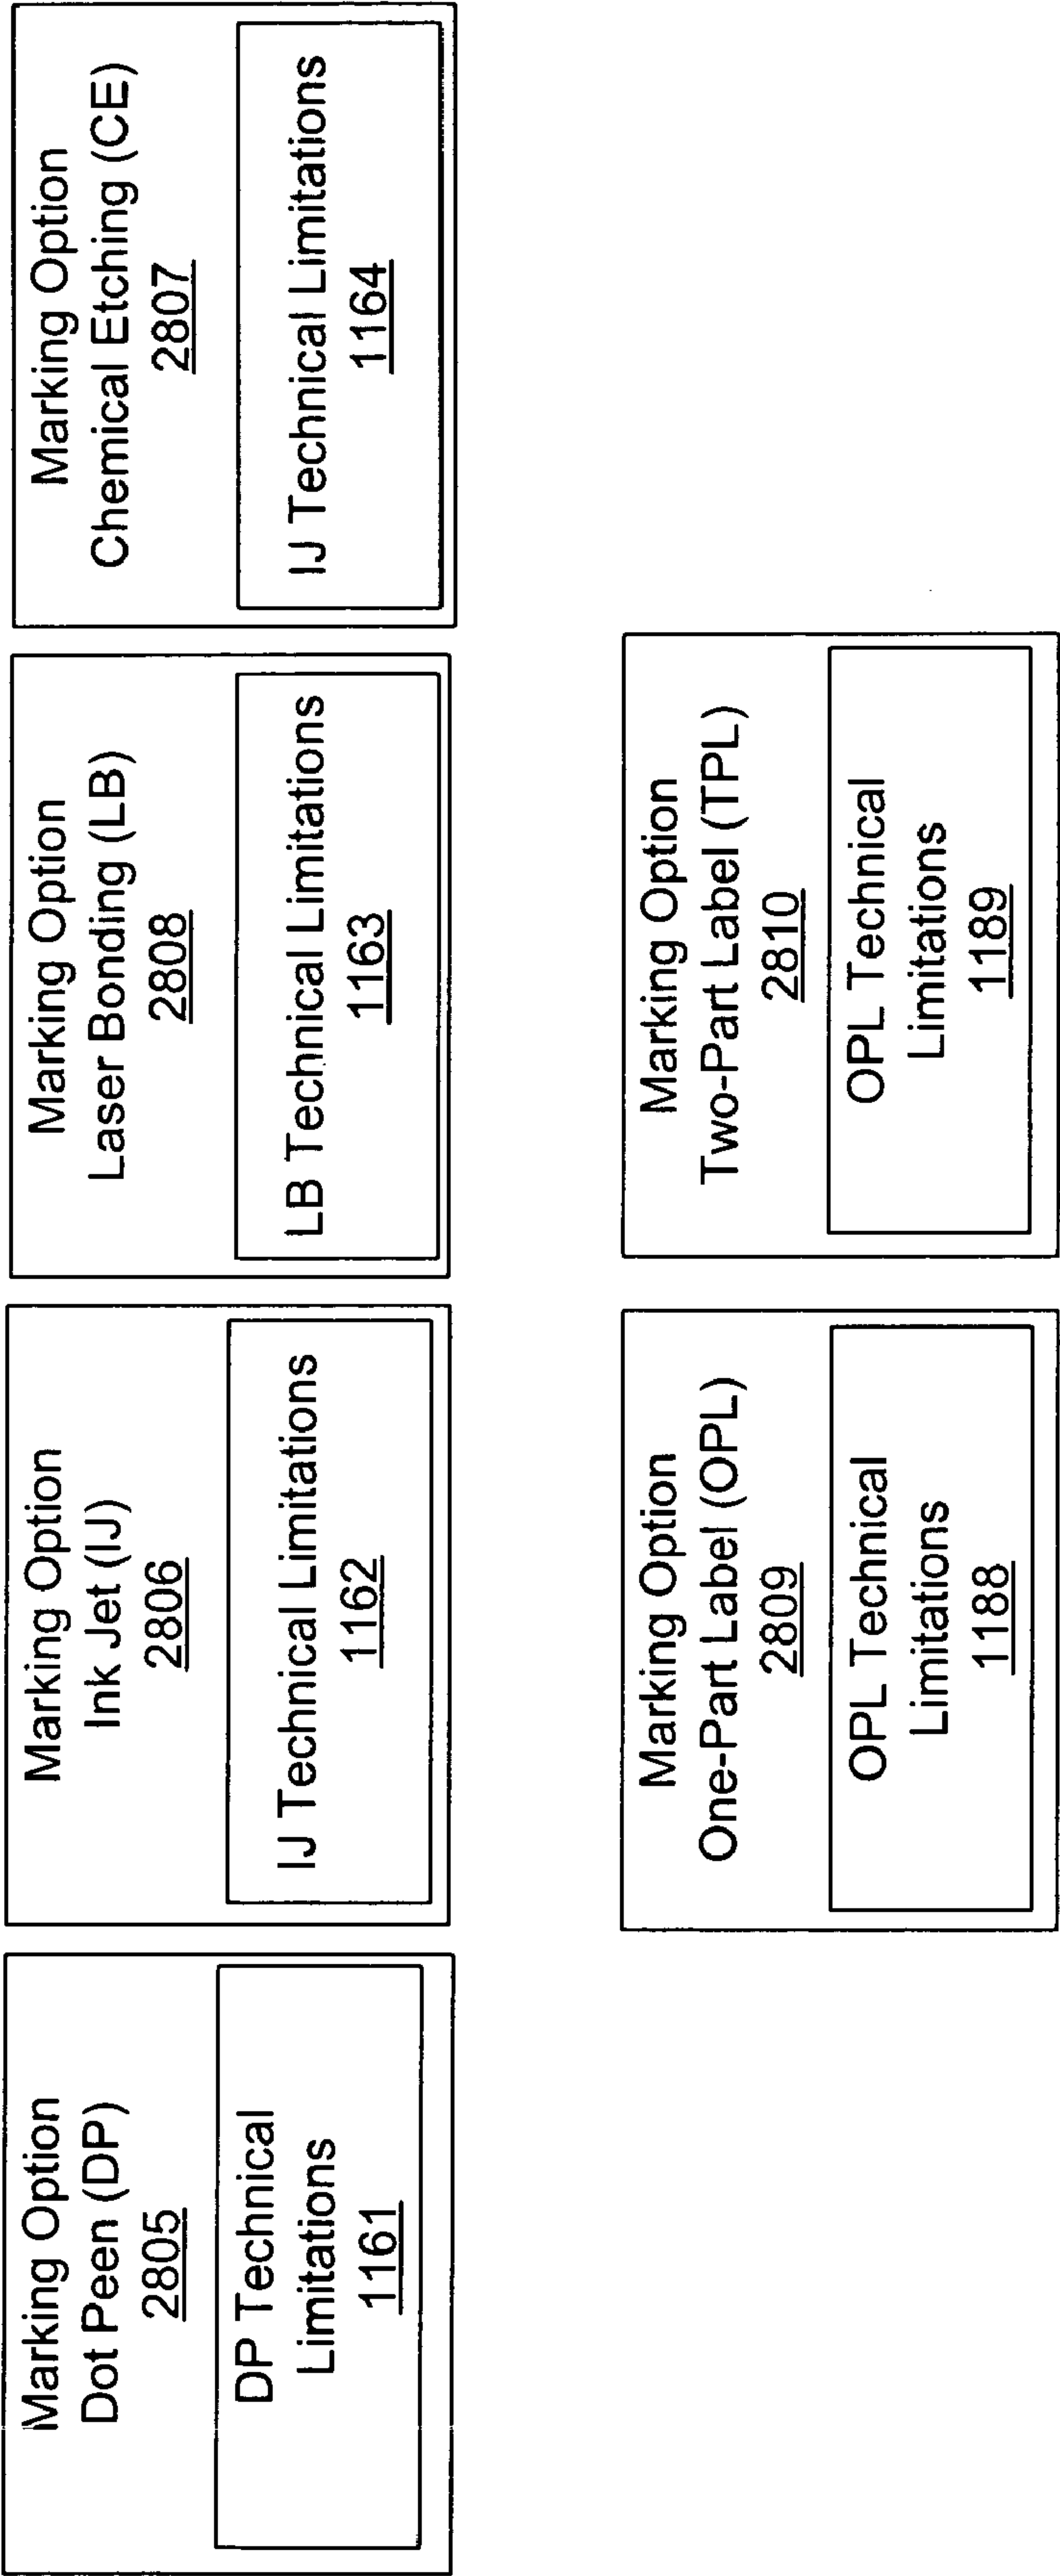 Marking Option
Dot Peen (DP)
2805
DP Technical
Limitations
1161
Marking Option
Ink Jet (IJ)
2806
IJ Technical Limitations
1162
Marking Option
Laser Bonding (LB)
2808
LB Technical Limitations
1163
Marking Option
Chemical Etching (CE)
2807
IJ Technical Limitations
1164
Marking Option
One-Part Label (OPL)
2809
OPL Technical
Limitations
1188
Marking Option
Two-Part Label (TPL)
2810
OPL Technical
Limitations
1189